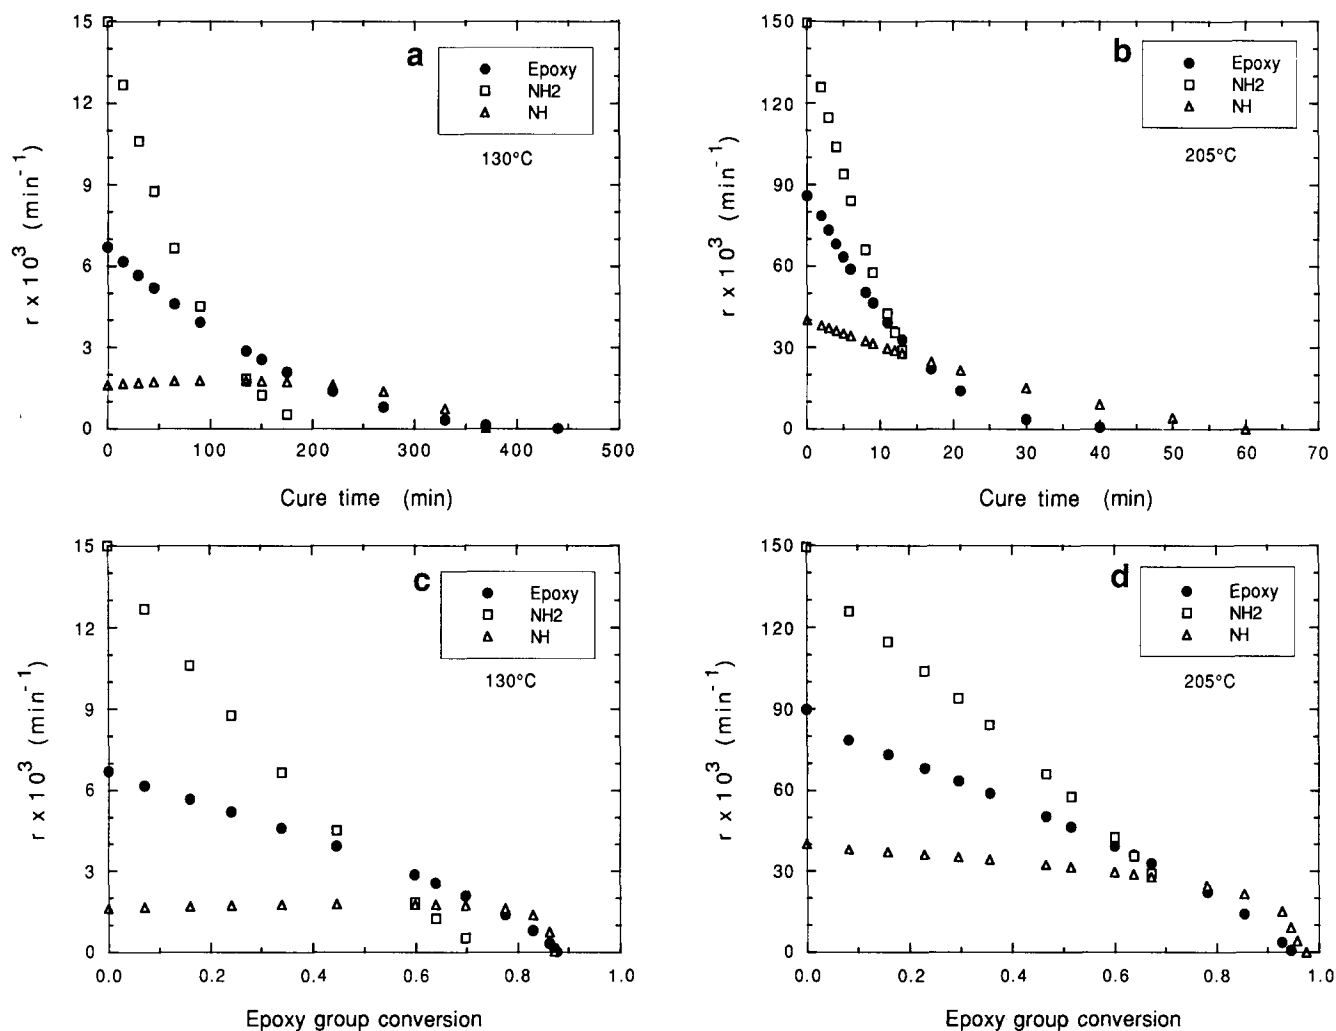 a
Epoxy
NH2
NH
130°C
r x 10³ (min⁻¹)
15
12
9
6
3
0
0 100 200 300 400 500
Cure time (min)
b
Epoxy
NH2
NH
205°C
r x 10³ (min⁻¹)
150
120
90
60
30
0
0 10 20 30 40 50 60 70
Cure time (min)
c
Epoxy
NH2
NH
130°C
r x 10³ (min⁻¹)
15
12
9
6
3
0
0.0 0.2 0.4 0.6 0.8 1.0
Epoxy group conversion
d
Epoxy
NH2
NH
205°C
r x 10³ (min⁻¹)
150
120
90
60
30
0
0.0 0.2 0.4 0.6 0.8 1.0
Epoxy group conversion